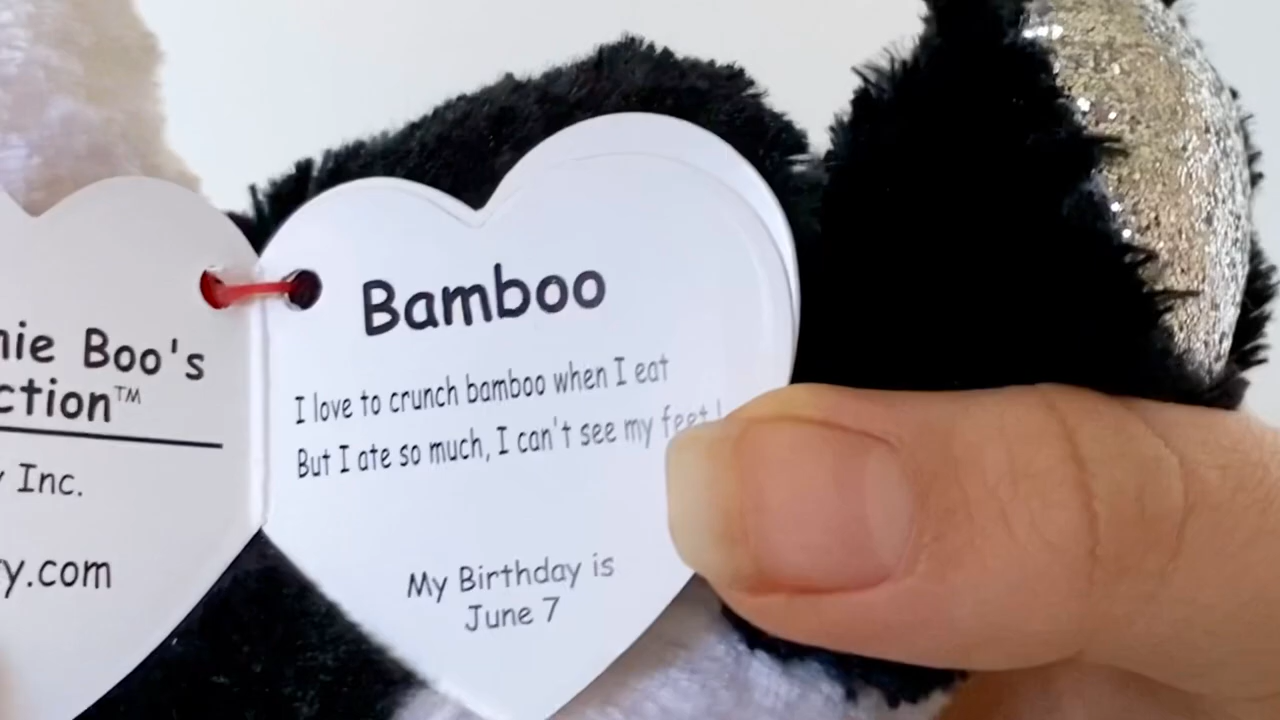 nie Boo's
ction™
y Inc.
y.com
Bamboo
I love to crunch bamboo when I eat
But I ate so much, I can't see my feet!
My Birthday is
June 7